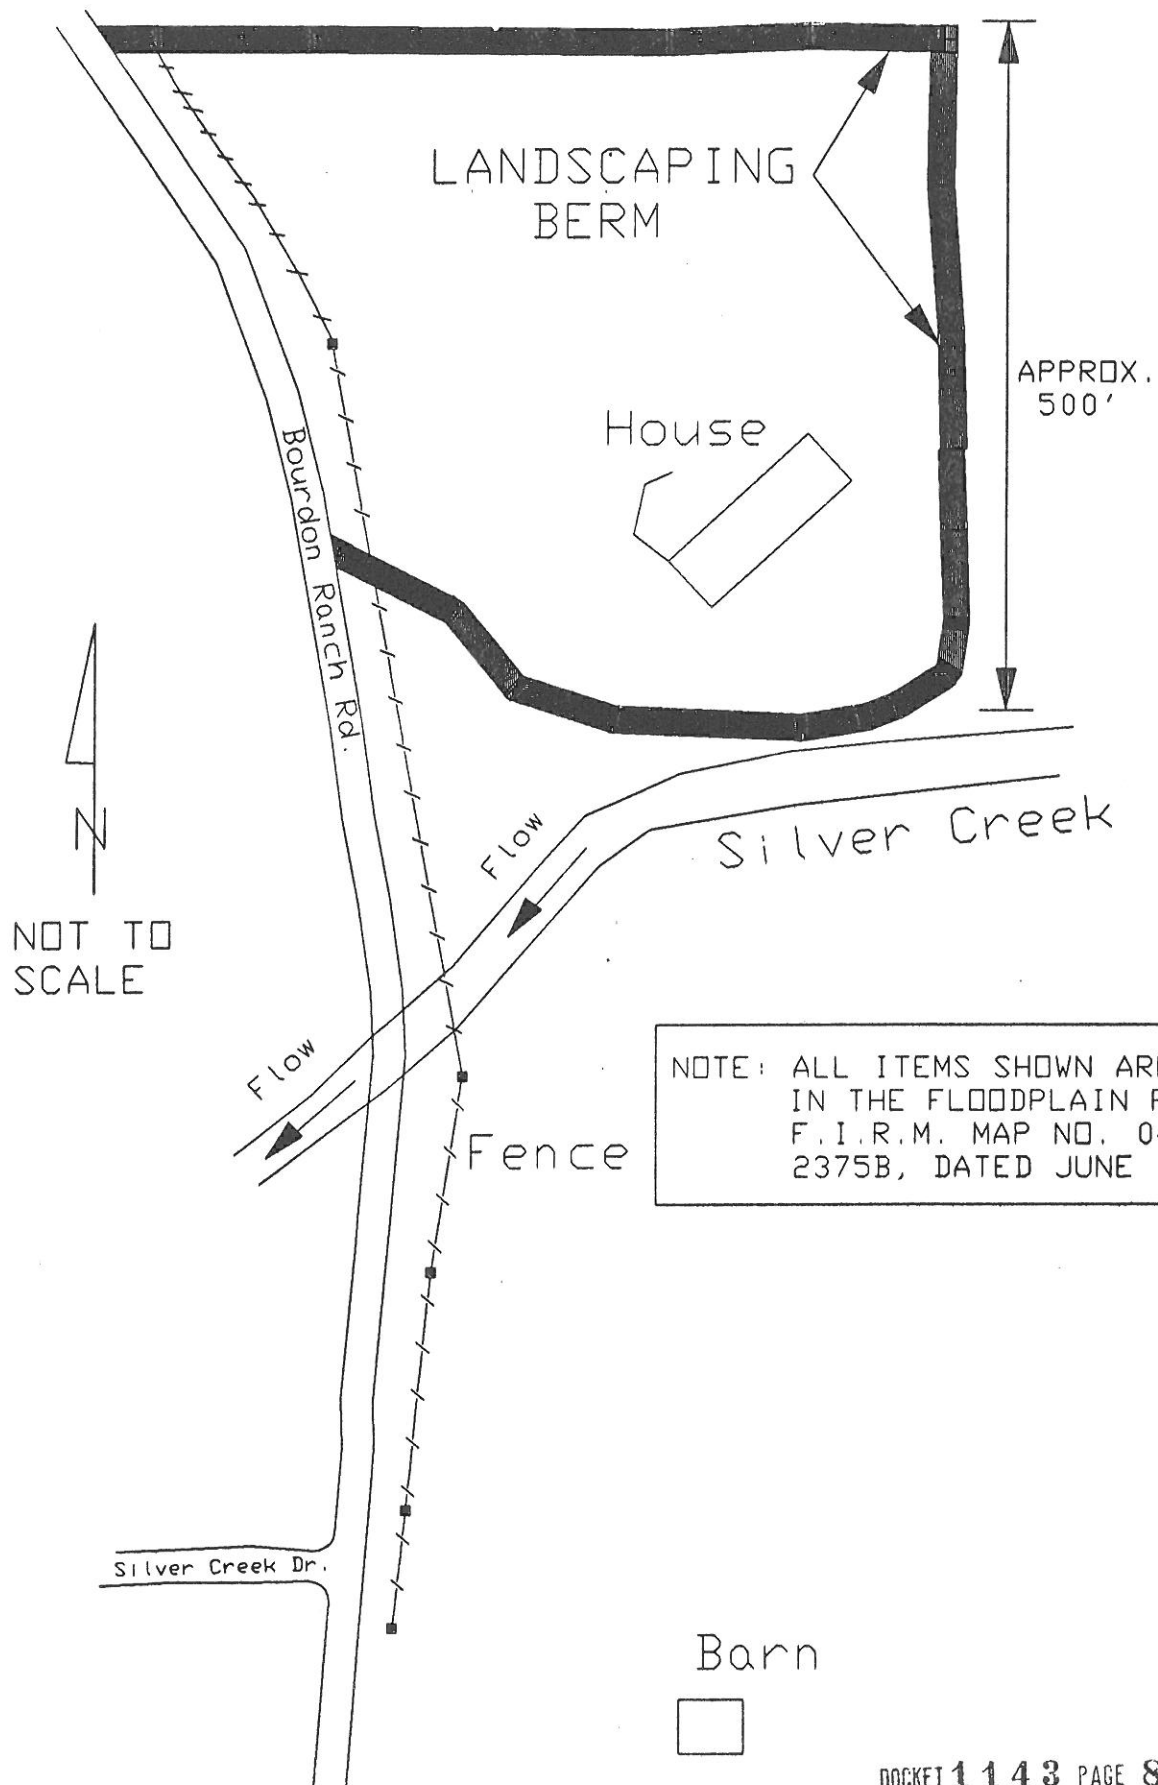 LANDSCAPING
BERM
APPROX.
500'
House
Bourdon Ranch Rd.
N
NOT TO
SCALE
Flow
Silver Creek
Flow
Fence
NOTE: ALL ITEMS SHOWN
IN THE FLOODPLAIN
F.I.R.M. MAP NO.
2375B, DATED JUNE
Silver Creek Dr.
Barn
DOCKET 1143 PAGE